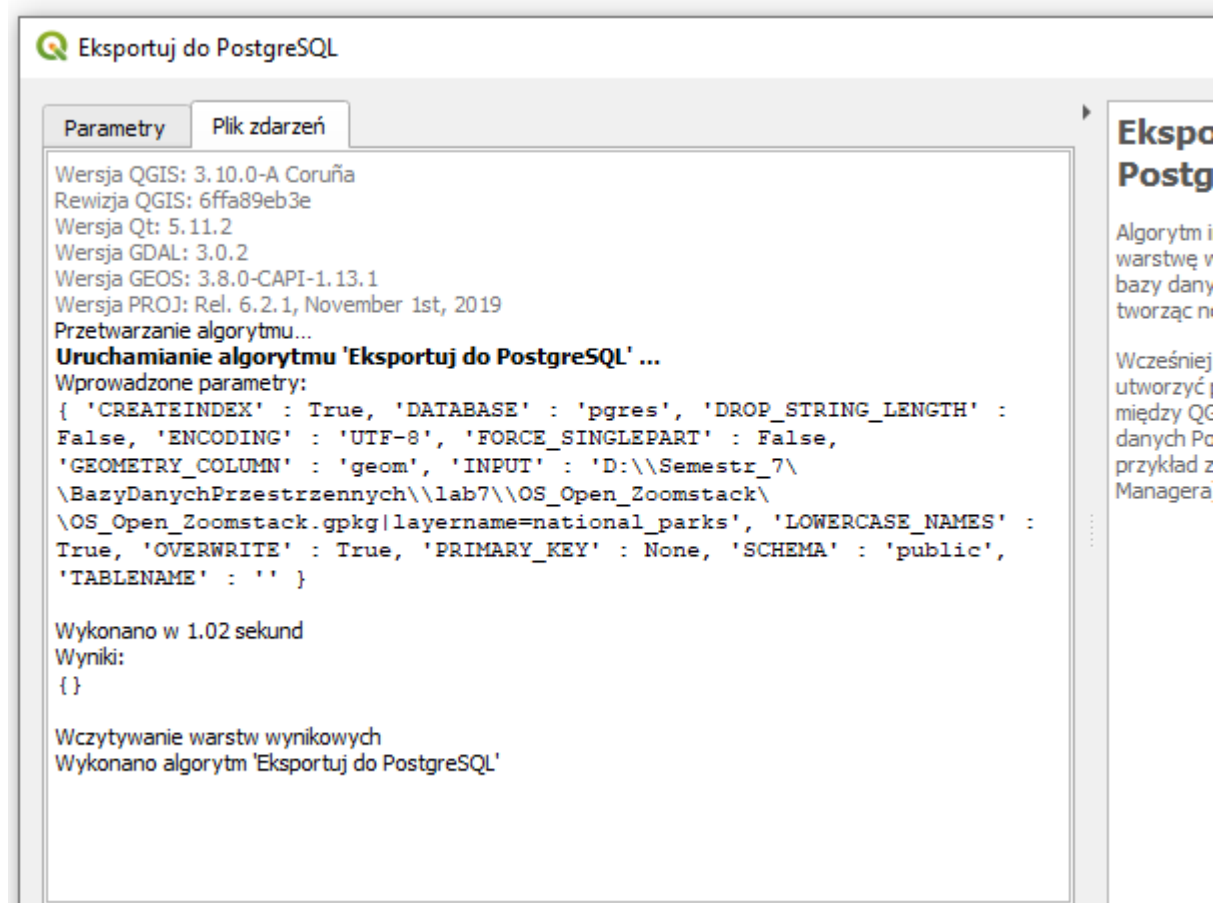 Eksportuj do PostgreSQL
Parametry
Plik zdarzeń
Wersja QGIS: 3.10.0-A Coruña
Rewizja QGIS: 6ffa89eb3e
Wersja Qt: 5.11.2
Wersja GDAL: 3.0.2
Wersja GEOS: 3.8.0-CAPI-1.13.1
Wersja PROJ: Rel. 6.2.1, November 1st, 2019
Przetwarzanie algorytmu…
Uruchamianie algorytmu 'Eksportuj do PostgreSQL' …
Wprowadzone parametry:
{ 'CREATEINDEX' : True, 'DATABASE' : 'pgres', 'DROP_STRING_LENGTH' :
False, 'ENCODING' : 'UTF-8', 'FORCE_SINGLEPART' : False,
'GEOMETRY_COLUMN' : 'geom', 'INPUT' : 'D:\\Semestr_7\
\BazyDanychPrzestrzennych\\lab7\\OS_Open_Zoomstack\
\OS_Open_Zoomstack.gpkg|layername=national_parks', 'LOWERCASE_NAMES' :
True, 'OVERWRITE' : True, 'PRIMARY_KEY' : None, 'SCHEMA' : 'public',
'TABLENAME' : '' }
Wykonano w 1.02 sekund
Wyniki:
{}
Wczytywanie warstw wynikowych
Wykonano algorytm 'Eksportuj do PostgreSQL'
Ekspo
Postg
Algorytm i
warstwę w
bazy dany
tworząc no
Wcześniej
utworzyć p
między QG
danych Po
przykład z
Managera